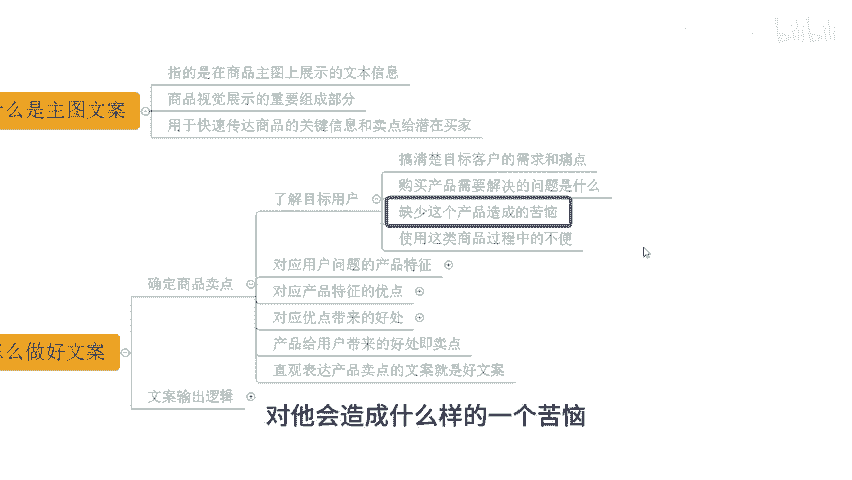 bilibili
指的是在商品主图上展示的文本信息
商品视觉展示的重要组成部分
什么是主图文案
用于快速传达商品的关键信息和卖点给潜在买家
搞清楚目标客户的需求和痛点
购买产品需要解决的问题是什么
了解目标用户
缺少这个产品造成的苦恼
使用这类商品过程中的不便
对应用户问题的产品特征
确定商品卖点
对应产品特征的优点
对应优点带来的好处
产品给用户带来的好处即卖点
怎么做好文案
直观表达产品卖点的文案就是好文案
文案输出逻辑
对他会造成什么样的一个苦恼